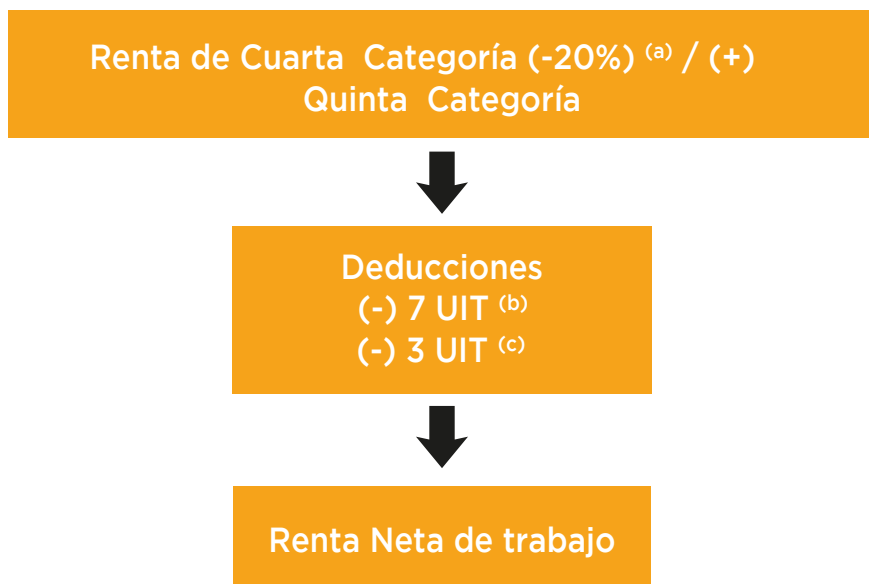 Renta de Cuarta Categoría (-20%) (a) / (+)
Quinta Categoría
Deducciones
(-) 7 UIT (b)
(-) 3 UIT (c)
Renta Neta de trabajo